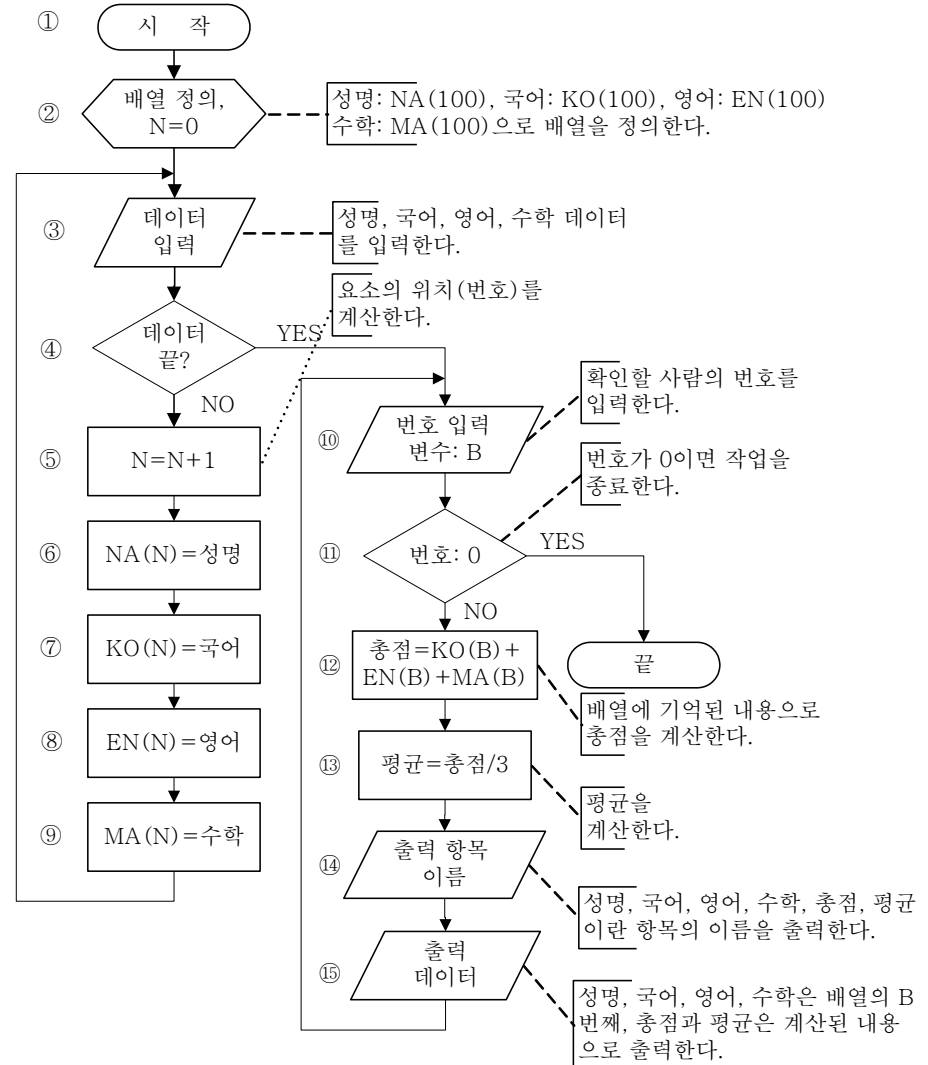 ①
시 작
②
배열 정의,
N=0
성명: NA(100), 국어: KO(100), 영어: EN(100)
수학: MA(100)으로 배열을 정의한다.
③
데이터
입력
성명, 국어, 영어, 수학 데이터
를 입력한다.
요소의 위치(번호)를
계산한다.
④
데이터
끝?
YES
NO
⑤
N=N+1
⑥
NA(N)=성명
⑦
KO(N)=국어
⑧
EN(N)=영어
⑨
MA(N)=수학
⑩
번호 입력
변수: B
확인할 사람의 번호를
입력한다.
⑪
번호: 0
번호가 0이면 작업을
종료한다.
YES
NO
끝
⑫
총점=KO(B)+
EN(B)+MA(B)
배열에 기억된 내용으로
총점을 계산한다.
⑬
평균=총점/3
평균을
계산한다.
⑭
출력 항목
이름
성명, 국어, 영어, 수학, 총점, 평균
이란 항목의 이름을 출력한다.
⑮
출력
데이터
성명, 국어, 영어, 수학은 배열의 B
번째, 총점과 평균은 계산된 내용
으로 출력한다.